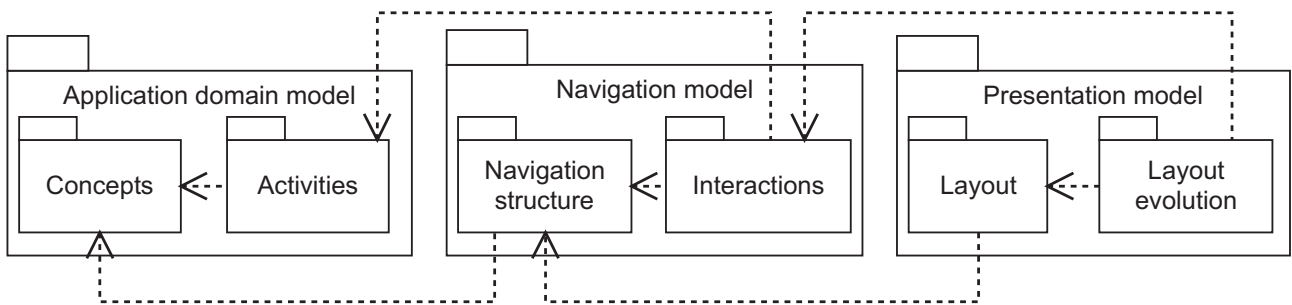 Application domain model
Concepts
Activities
Navigation model
Navigation
structure
Interactions
Presentation model
Layout
Layout
evolution